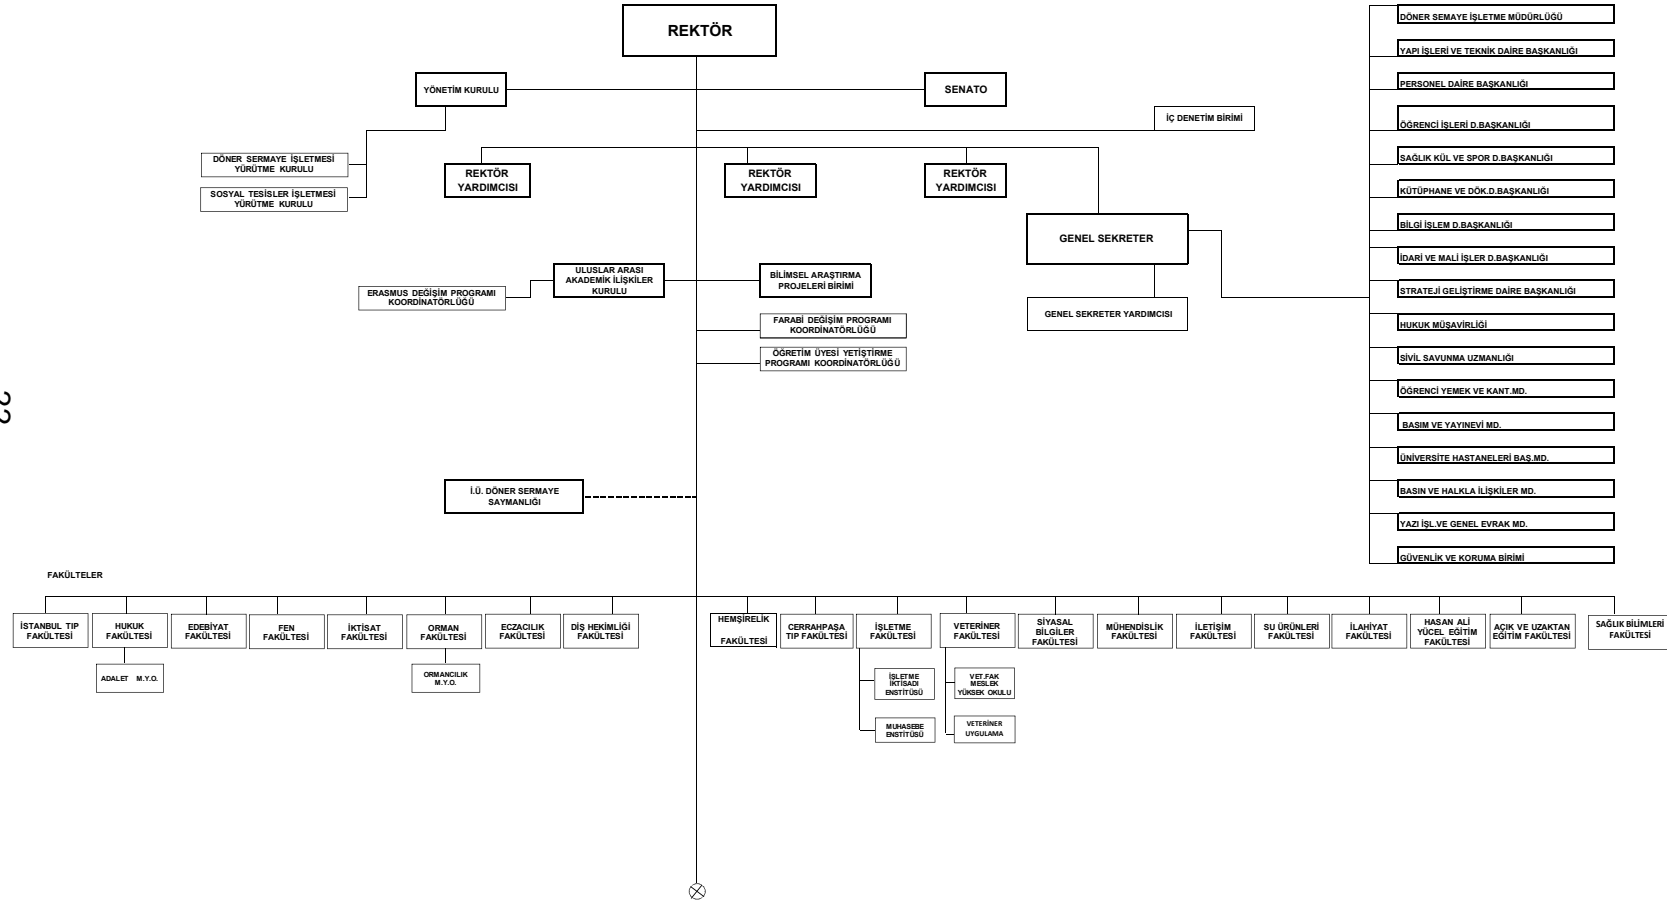 REKTÖR
YÖNETİM KURULU
SENATO
İÇ DENETİM BİRİMİ
DÖNER SERMAYE İŞLETMESİ
YÜRÜTME KURULU
SOSYAL TESİSLER İŞLETMESİ
YÜRÜTME KURULU
REKTÖR
YARDIMCISI
REKTÖR
YARDIMCISI
REKTÖR
YARDIMCISI
GENEL SEKRETER
GENEL SEKRETER YARDIMCISI
ULUSLAR ARASI
AKADEMİK İLİŞKİLER
KURULU
ERASMUS DEĞİŞİM PROGRAMI
KOORDİNATÖRLÜĞÜ
BİLİMSEL ARAŞTIRMA
PROJELERİ BİRİMİ
FARABİ DEĞİŞİM PROGRAMI
KOORDİNATÖRLÜĞÜ
ÖĞRETİM ÜYESİ YETİŞTİRME
PROGRAMI KOORDİNATÖRLÜĞÜ
İ.Ü. DÖNER SERMAYE
SAYMANLIĞI
DÖNER SEMAYE İŞLETME MÜDÜRLÜĞÜ
YAPI İŞLERİ VE TEKNİK DAİRE BAŞKANLIĞI
PERSONEL DAİRE BAŞKANLIĞI
ÖĞRENCİ İŞLERİ D.BAŞKANLIĞI
SAĞLIK KÜL VE SPOR D.BAŞKANLIĞI
KÜTÜPHANE VE DÖK.D.BAŞKANLIĞI
BİLGİ İŞLEM D.BAŞKANLIĞI
İDARİ VE MALİ İŞLER D.BAŞKANLIĞI
STRATEJİ GELİŞTİRME DAİRE BAŞKANLIĞI
HUKUK MÜŞAVİRLİĞİ
SİVİL SAVUNMA UZMANLIĞI
ÖĞRENCİ YEMEK VE KANT.MD.
BASIM VE YAYINEVİ MD.
ÜNİVERSİTE HASTANELERİ BAŞ.MD.
BASIN VE HALKLA İLİŞKİLER MD.
YAZI İŞL.VE GENEL EVRAK MD.
GÜVENLİK VE KORUMA BİRİMİ
FAKÜLTELER
İSTANBUL TIP
FAKÜLTESİ
HUKUK
FAKÜLTESİ
EDEBİYAT
FAKÜLTESİ
FEN
FAKÜLTESİ
İKTİSAT
FAKÜLTESİ
ORMAN
FAKÜLTESİ
ECZACILIK
FAKÜLTESİ
DİŞ HEKİMLİĞİ
FAKÜLTESİ
HEMŞİRELİK
FAKÜLTESİ
CERRAHPAŞA
TIP FAKÜLTESİ
İŞLETME
FAKÜLTESİ
VETERİNER
FAKÜLTESİ
SİYASAL
BİLGİLER
FAKÜLTESİ
MÜHENDİSLİK
FAKÜLTESİ
İLETİŞİM
FAKÜLTESİ
SU ÜRÜNLERİ
FAKÜLTESİ
İLAHİYAT
FAKÜLTESİ
HASAN ALİ
YÜCEL EĞİTİM
FAKÜLTESİ
AÇIK VE UZAKTAN
EĞİTİM FAKÜLTESİ
SAĞLIK BİLİMLERİ
FAKÜLTESİ
ADALET M.Y.O.
ORMANCILIK
M.Y.O.
İŞLETME
İKTİSADI
ENSTİTÜSÜ
MUHASEBE
ENSTİTÜSÜ
VET.FAK
MESLEK
YÜKSEK OKULU
VETERİNER
UYGULAMA